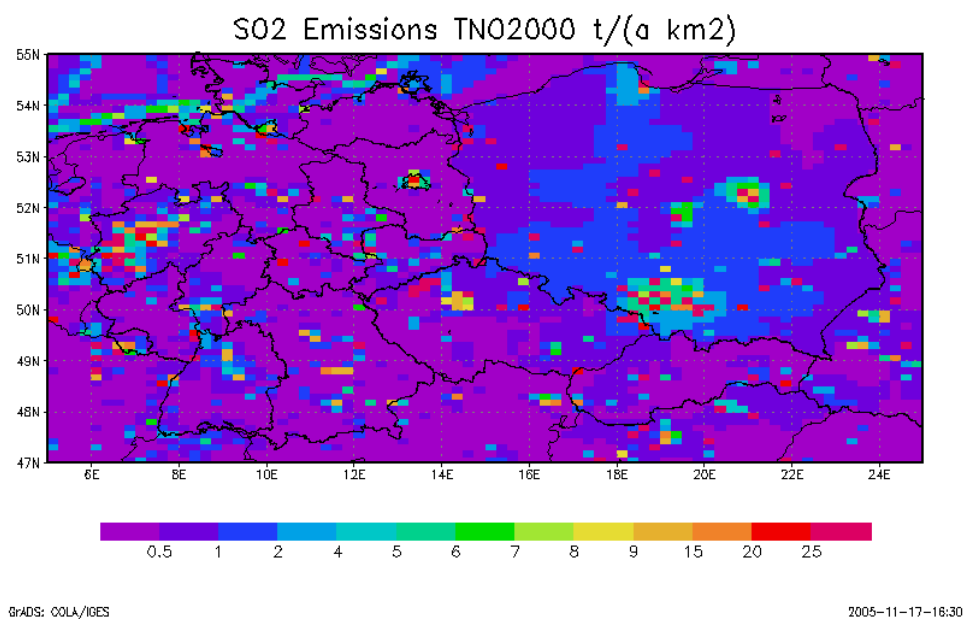 SO2 Emissions TNO2000 t/(a km2)
55N
54N
53N
52N
51N
50N
49N
48N
47N
6E 8E 10E 12E 14E 16E 18E 20E 22E 24E
0.5 1 2 4 5 6 7 8 9 15 20 25
GrADS: COLA/IGES 2005-11-17-16:30